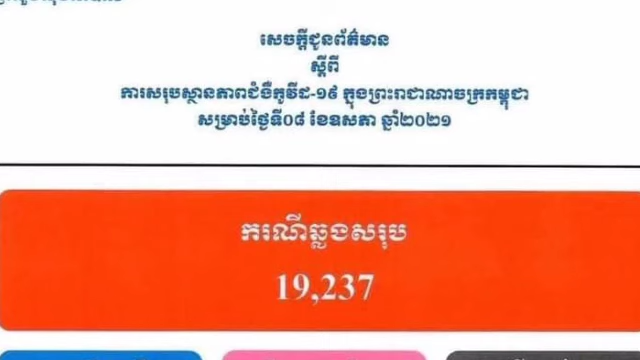 សេចក្តីជូនព័ត៌មាន
ស្តីពី
ការសរុបស្ថានភាពជំងឺកូវីដ-១៩ ក្នុងព្រះរាជាណាចក្រកម្ពុជា
សម្រាប់ថ្ងៃទី០៨ ខែឧសភា ឆ្នាំ២០២១
ករណីឆ្លងសរុប
19,237